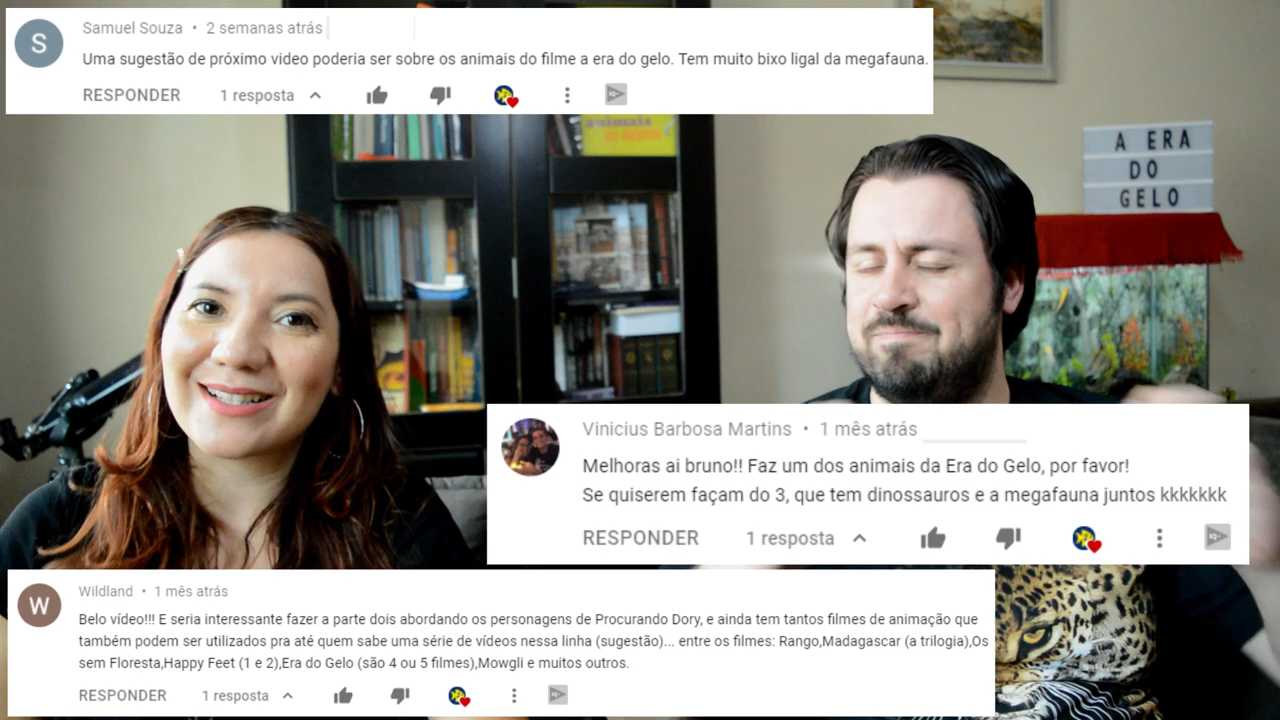 S
Samuel Souza • 2 semanas atrás
Uma sugestão de próximo video poderia ser sobre os animais do filme a era do gelo. Tem muito bixo ligal da megafauna.
RESPONDER 1 resposta
A ERA
DO
GELO
Vinicius Barbosa Martins • 1 mês atrás
Melhoras ai bruno!! Faz um dos animais da Era do Gelo, por favor!
Se quiserem façam do 3, que tem dinossauros e a megafauna juntos kkkkkkk
RESPONDER 1 resposta
W
Wildland • 1 mês atrás
Belo vídeo!!! E seria interessante fazer a parte dois abordando os personagens de Procurando Dory, e ainda tem tantos filmes de animação que
também podem ser utilizados pra até quem sabe uma série de vídeos nessa linha (sugestão)... entre os filmes: Rango,Madagascar (a trilogia),Os
sem Floresta,Happy Feet (1 e 2),Era do Gelo (são 4 ou 5 filmes),Mowgli e muitos outros.
RESPONDER 1 resposta